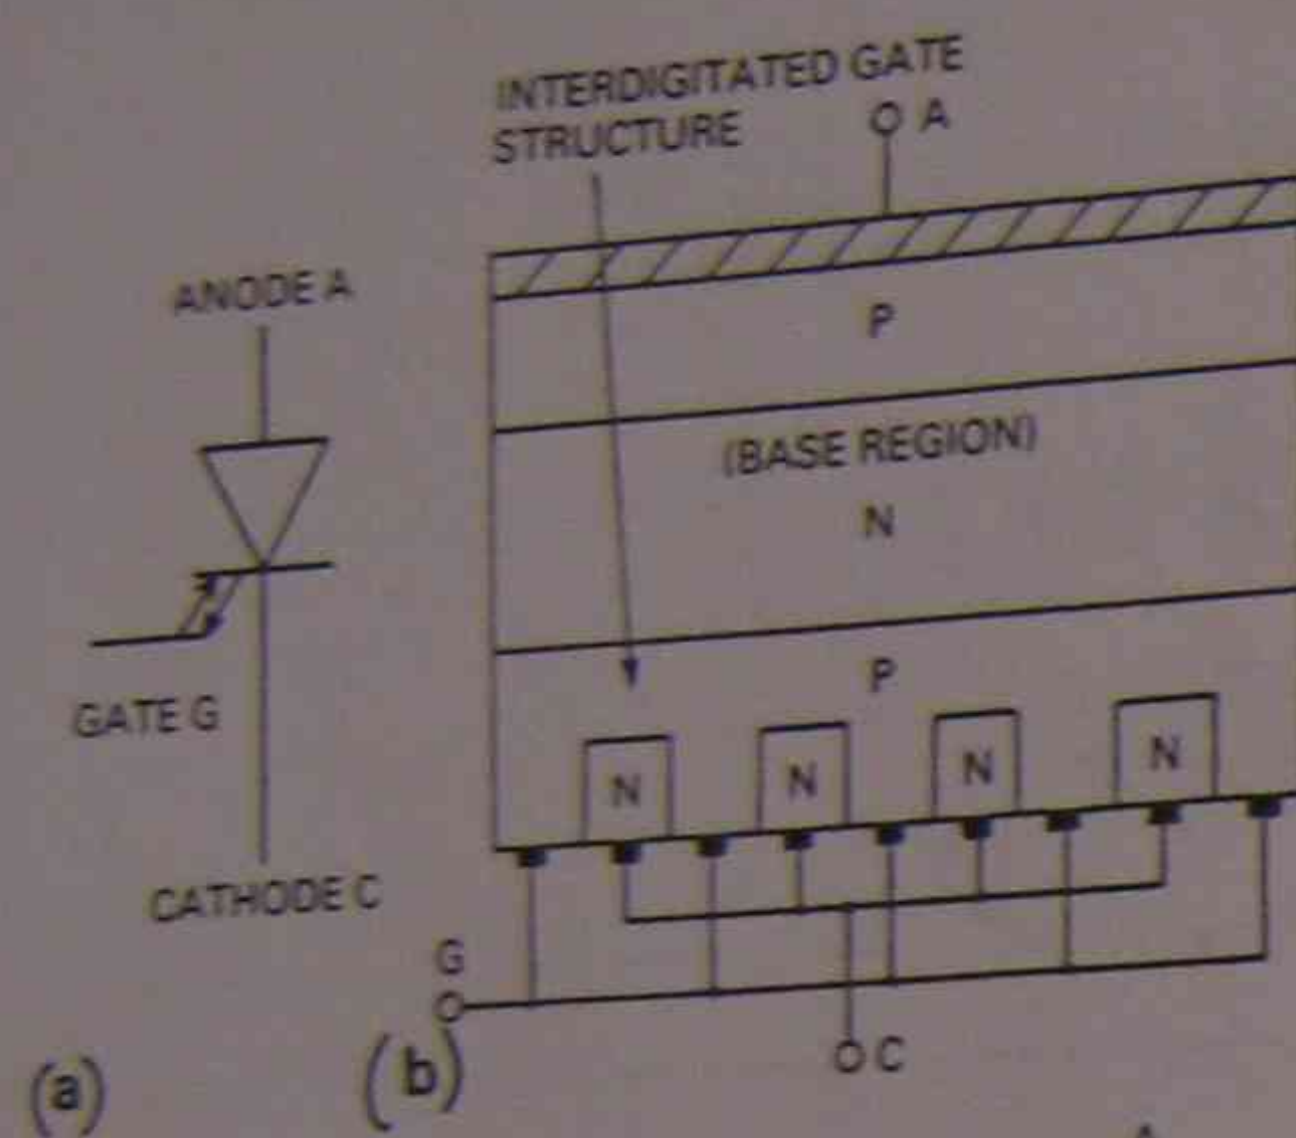 INTERDIGITATED GATE
STRUCTURE
A
ANODE A
P
(BASE REGION)
N
P
GATE G
N N N N
CATHODE C
G
C
(a)
(b)